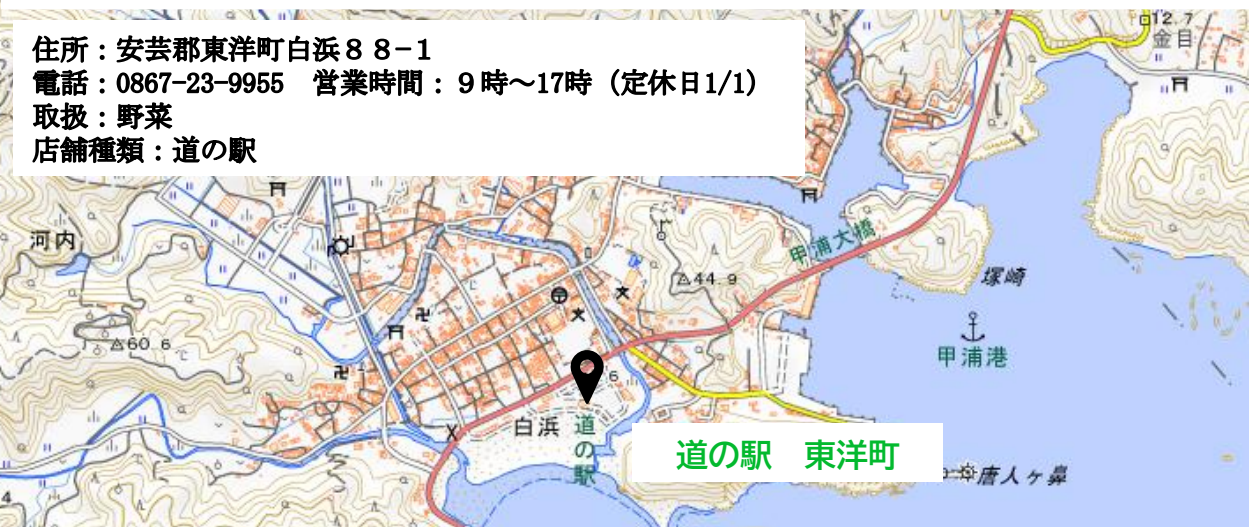 住所：安芸郡東洋町白浜８８−１
電話：0867-23-9955　営業時間：９時～17時（定休日1/1）
取扱：野菜
店舗種類：道の駅
12.7
金目
河内
甲浦大橋
44.9
塚崎
60.6
甲浦港
6
白浜
道の駅
道の駅　東洋町
唐人ヶ鼻
4